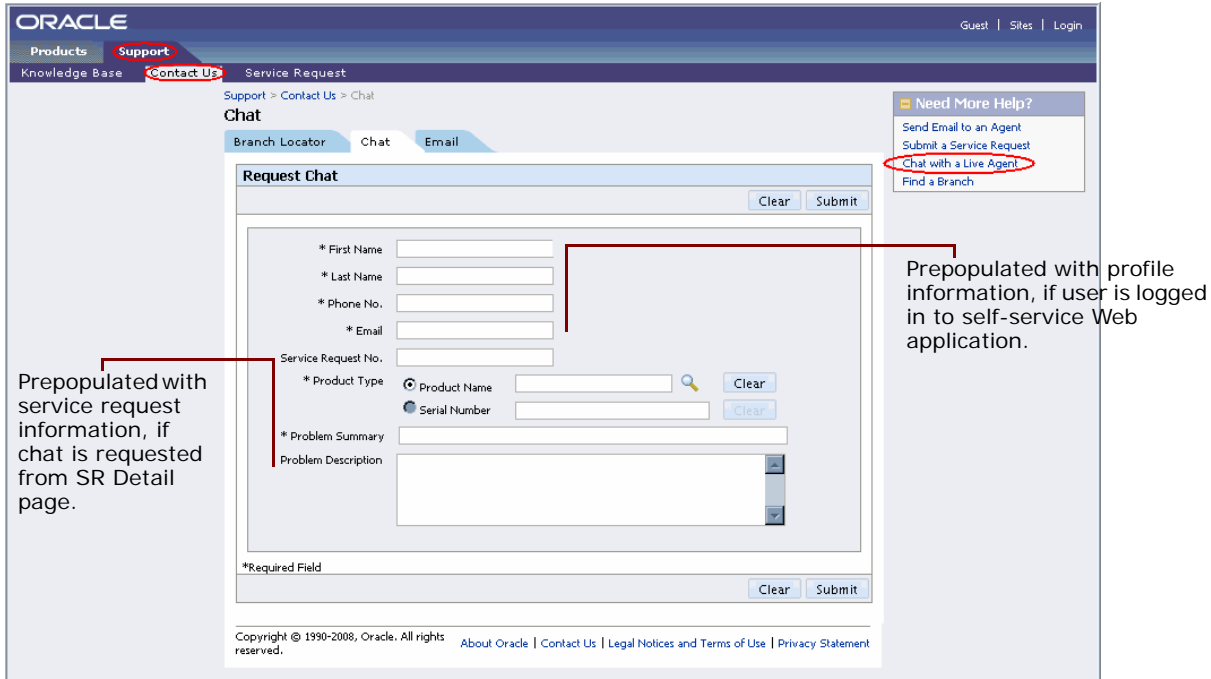 ORACLE
Guest | Sites | Login
Products Support
Knowledge Base Contact Us Service Request
Support > Contact Us > Chat
Chat
Branch Locator Chat Email
Need More Help?
Send Email to an Agent
Submit a Service Request
Chat with a Live Agent
Find a Branch
Request Chat
Clear Submit
* First Name
* Last Name
* Phone No.
* Email
Service Request No.
* Product Type Product Name Clear
Serial Number Clear
* Problem Summary
Problem Description
*Required Field
Clear Submit
Prepopulated with profile
information, if user is logged
in to self-service Web
application.
Prepopulated with
service request
information, if
chat is requested
from SR Detail
page.
Copyright © 1990-2008, Oracle. All rights
reserved.
About Oracle | Contact Us | Legal Notices and Terms of Use | Privacy Statement